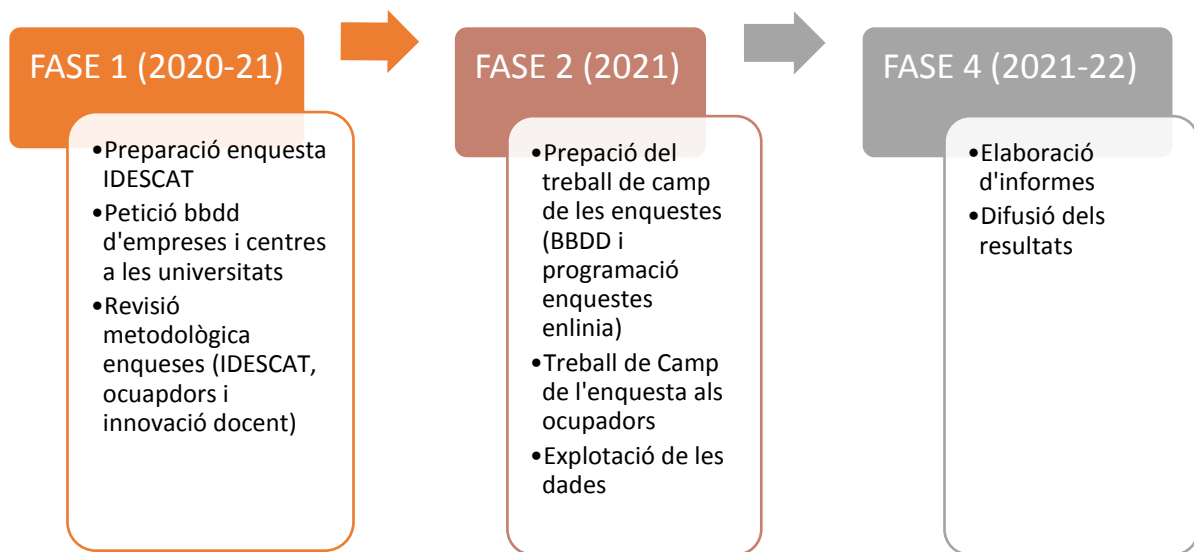 FASE 1 (2020-21)
•Preparació enquesta
IDESCAT
•Petició bbdd
d'empreses i centres
a les universitats
•Revisió
metodològica
enqueses (IDESCAT,
ocuapdors i
innovació docent)
FASE 2 (2021)
•Prepació del
treball de camp
de les enquestes
(BBDD i
programació
enquestes
enlinia)
•Treball de Camp
de l'enquesta als
ocupadors
•Explotació de les
dades
FASE 4 (2021-22)
•Elaboració
d'informes
•Difusió dels
resultats